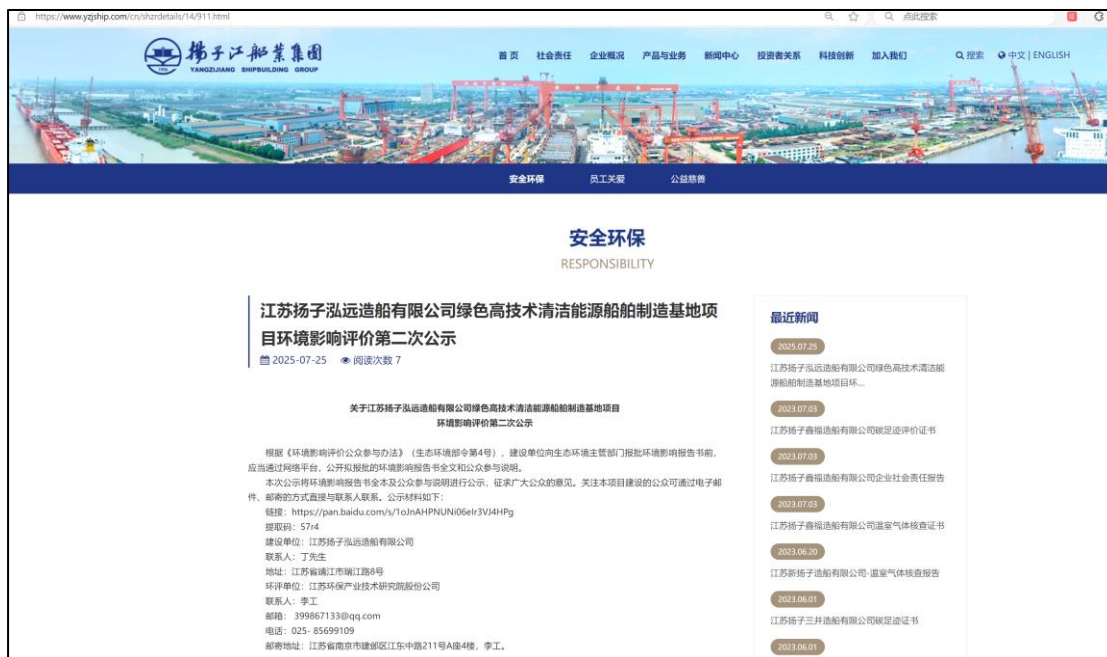 https://www.yzjship.com/cn/shzrdetails/14/911.html
点此搜索
扬子江船业集团
YANGZIJIANG SHIPBUILDING GROUP
首页 社会责任 企业概况 产品与业务 新闻中心 投资者关系 科技创新 加入我们 搜索 中文 | ENGLISH
安全环保 员工关爱 公益慈善
安全环保
RESPONSIBILITY
江苏扬子泓远造船有限公司绿色高技术清洁能源船舶制造基地项
目环境影响评价第二次公示
2025-07-25 阅读次数 7
关于江苏扬子泓远造船有限公司绿色高技术清洁能源船舶制造基地项目
环境影响评价第二次公示
根据《环境影响评价公众参与办法》（生态环境部令第4号），建设单位向生态环境主管部门报批环境影响报告书前，
应当通过网络平台，公开拟报批的环境影响报告书全文和公众参与说明。
本次公示将环境影响报告书全本及公众参与说明进行公示，征求广大公众的意见。关注本项目建设的公众可通过电子邮
件、邮寄的方式直接与联系人联系。公示材料如下：
链接：https://pan.baidu.com/s/1oJnAHPNUNi06eIr3VJ4HPg
提取码：57r4
建设单位：江苏扬子泓远造船有限公司
联系人：丁先生
地址：江苏省靖江市瑞江路8号
环评单位：江苏环保产业技术研究院股份公司
联系人：李工
邮箱： 399867133@qq.com
电话：025- 85699109
邮寄地址：江苏省南京市建邺区江东中路211号A座4楼，李工。
最近新闻
2025.07.25
江苏扬子泓远造船有限公司绿色高技术清洁能
源船舶制造基地项目环...
2023.07.03
江苏扬子鑫福造船有限公司碳足迹评价证书
2023.07.03
江苏扬子鑫福造船有限公司企业社会责任报告
2023.07.03
江苏扬子鑫福造船有限公司温室气体核查证书
2023.06.20
江苏新扬子造船有限公司-温室气体核查报告
2023.06.01
江苏扬子三井造船有限公司碳足迹证书
2023.06.01